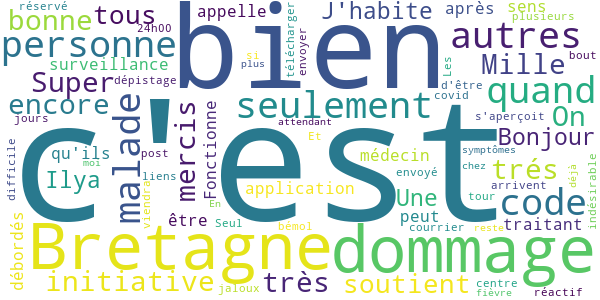 réservé
bonne
tous
appelle
24h00
J'habite
après
sens
plusieurs
personne
surveillance
bien
si
plus
télécharger
envoyer
autres
Les
Mille
bout
Super
dépistage
encore
d'être
covid
quand
seulement
jours
malade
mercis
Fonctionne
c'est
attendant
s'aperçoit
On
Et
Bonjour
difficile
qu'ils
post
moi
médecin
symptômes
chez
trés
déjà
indésirable
Ilya
liens
viendra
En
application
envoyé
Une
tour
arrivent
code
débordés
être
Seul
bémol
peut
courrier
reste
traitant
Bretagne
dommage
initiative
jaloux
très
soutient
centre
fièvre
réactif